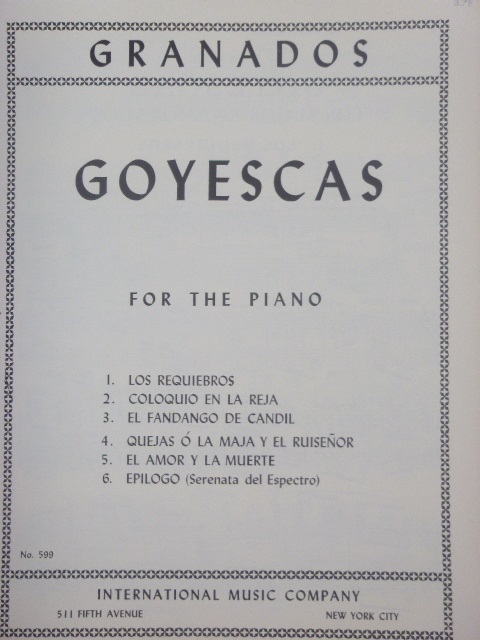 GRANADOS
GOYESCAS
FOR THE PIANO
1. LOS REQUIEBROS
2. COLOQUIO EN LA REJA
3. EL FANDANGO DE CANDIL
4. QUEJAS Ó LA MAJA Y EL RUISEÑOR
5. EL AMOR Y LA MUERTE
6. EPILOGO (Serenata del Espectro)
No. 599
INTERNATIONAL MUSIC COMPANY
511 FIFTH AVENUE NEW YORK CITY